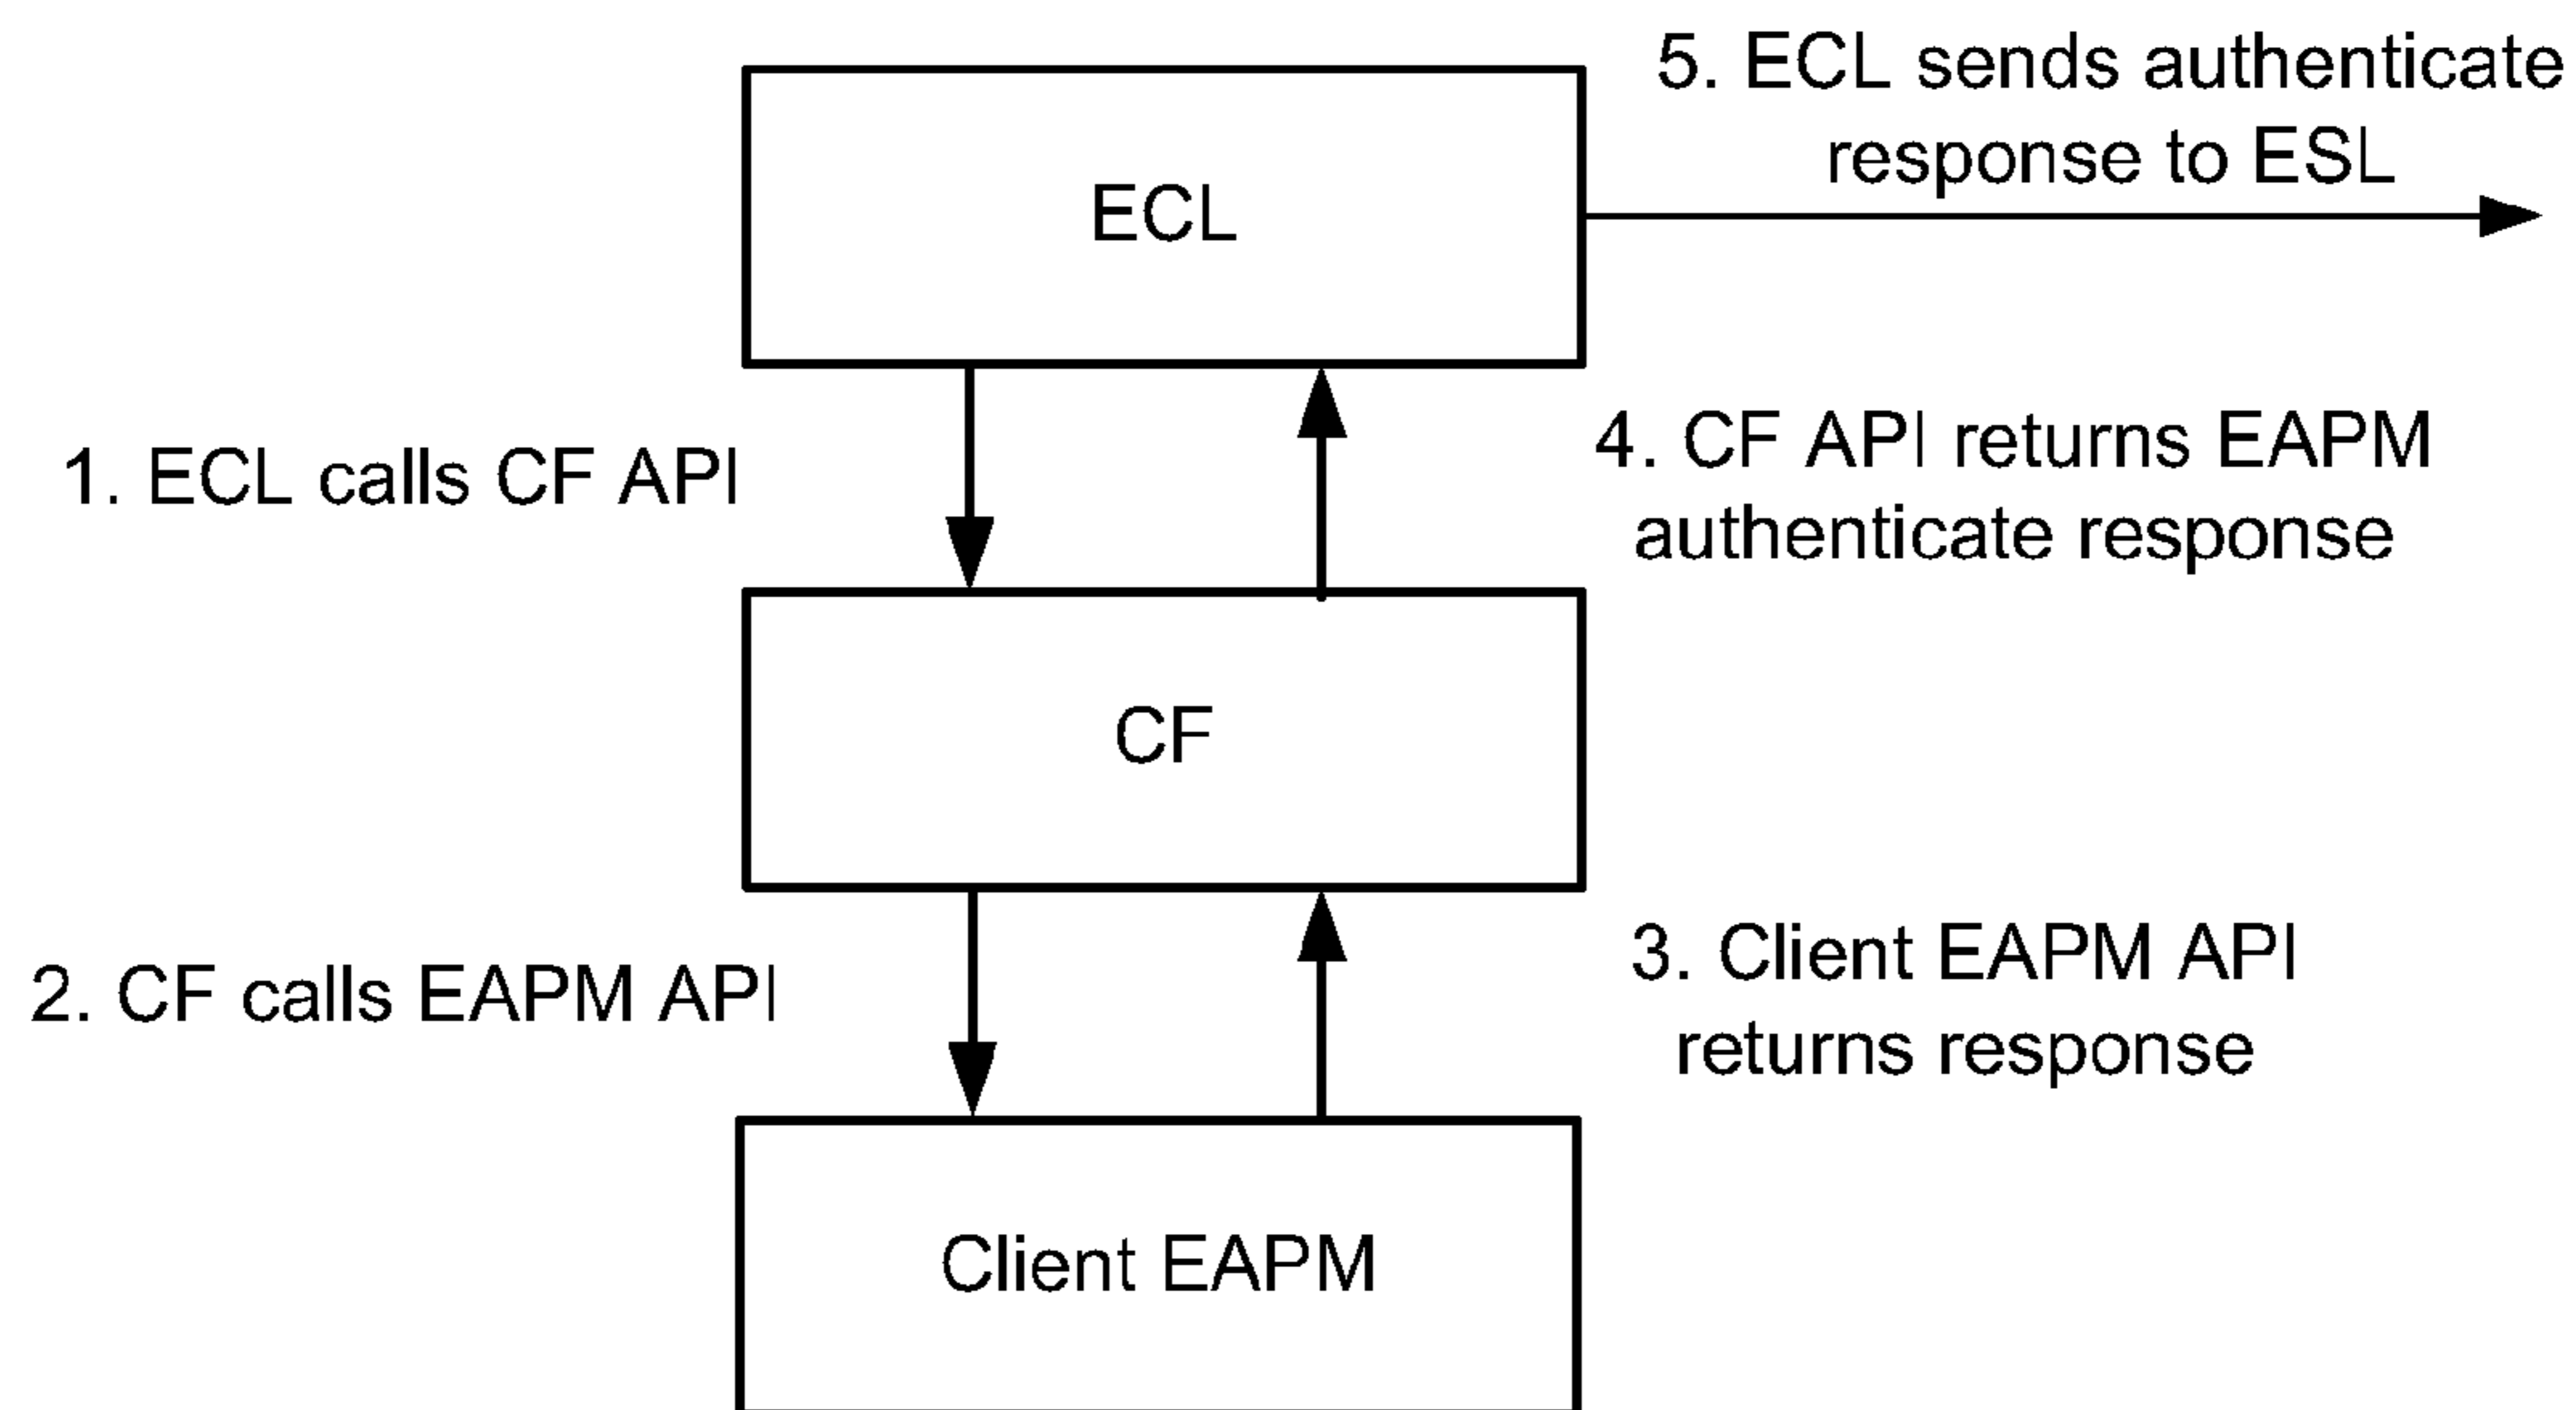 5. ECL sends authenticate
response to ESL
ECL
1. ECL calls CF API
4. CF API returns EAPM
authenticate response
CF
2. CF calls EAPM API
3. Client EAPM API
returns response
Client EAPM